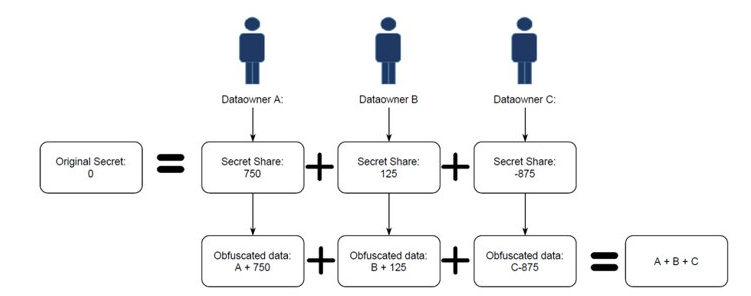 Dataowner A:
Dataowner B
Dataowner C:
Original Secret:
0
=
Secret Share:
750
+
Secret Share:
125
+
Secret Share:
-875
Obfuscated data:
A + 750
+
Obfuscated data:
B + 125
+
Obfuscated data:
C-875
=
A + B + C